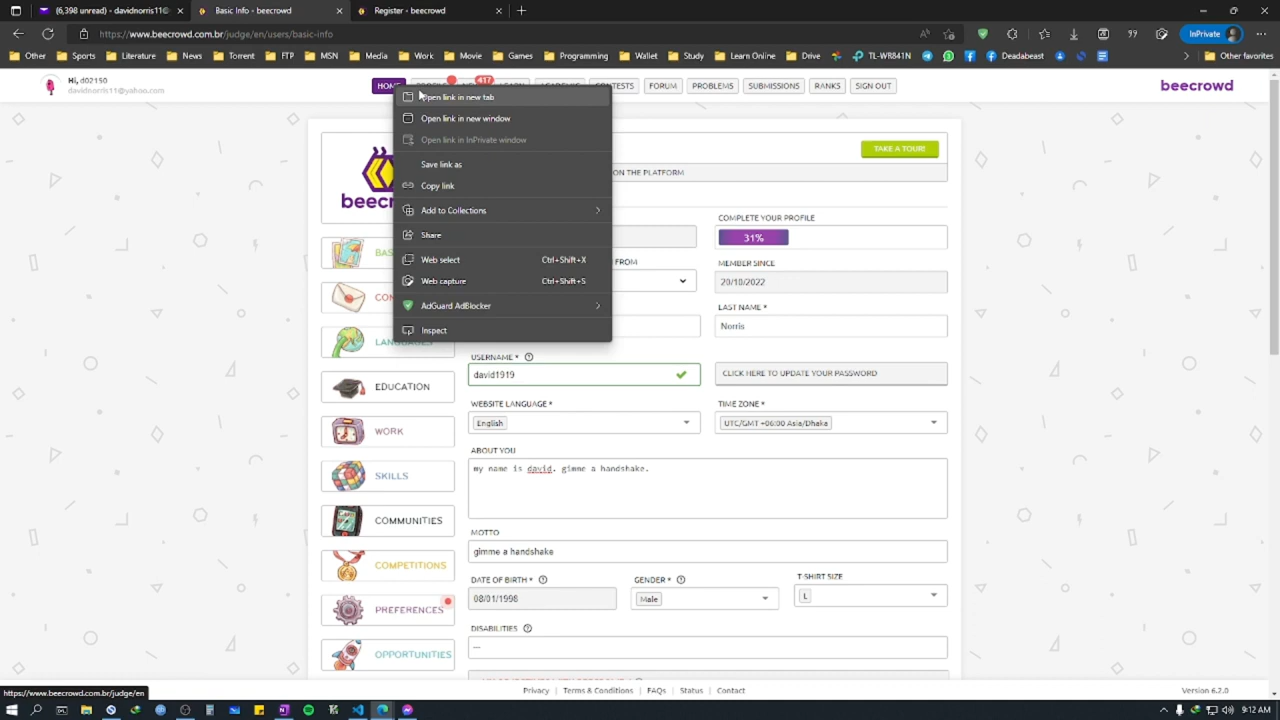 (6,398 unread) - davidnorris11@
Basic Info - beecrowd
Register - beecrowd
https://www.beecrowd.com.br/judge/en/users/basic-info
InPrivate
Other
Sports
Literature
News
Torrent
FTP
MSN
Media
Work
Movie
Games
Programming
Wallet
Study
Learn Online
Drive
TL-WR841N
Deadabest
Other favorites
Hi, d02150
davidnorris11@yahoo.com
HOME
417
CONTESTS
FORUM
PROBLEMS
SUBMISSIONS
RANKS
SIGN OUT
beecrowd
Open link in new tab
Open link in new window
Open link in InPrivate window
Save link as
Copy link
Add to Collections
Share
Web select Ctrl+Shift+X
Web capture Ctrl+Shift+S
AdGuard AdBlocker
Inspect
TAKE A TOUR!
ON THE PLATFORM
COMPLETE YOUR PROFILE
31%
FROM
MEMBER SINCE
20/10/2022
LAST NAME *
Norris
USERNAME *
david1919
CLICK HERE TO UPDATE YOUR PASSWORD
WEBSITE LANGUAGE *
English
TIME ZONE *
UTC/GMT +06:00 Asia/Dhaka
ABOUT YOU
my name is david. gimme a handshake.
MOTTO
gimme a handshake
DATE OF BIRTH *
08/01/1998
GENDER *
Male
T-SHIRT SIZE
L
DISABILITIES
---
LANGUAGES
EDUCATION
WORK
SKILLS
COMMUNITIES
COMPETITIONS
PREFERENCES
OPPORTUNITIES
https://www.beecrowd.com.br/judge/en
Privacy | Terms & Conditions | FAQs | Status | Contact
Version 6.2.0
9:12 AM